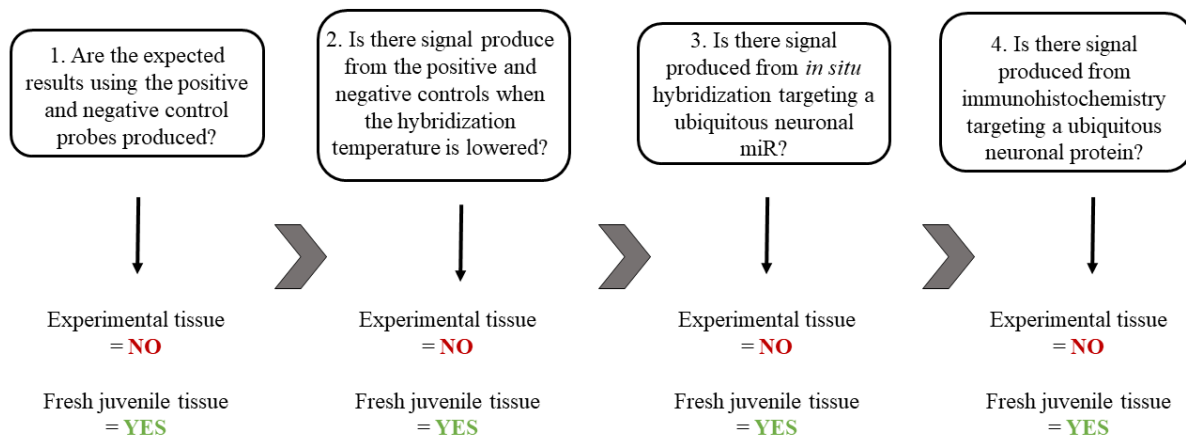 1. Are the expected
results using the positive
and negative control
probes produced?
2. Is there signal produce
from the positive and
negative controls when
the hybridization
temperature is lowered?
3. Is there signal
produced from in situ
hybridization targeting a
ubiquitous neuronal
miR?
4. Is there signal
produced from
immunohistochemistry
targeting a ubiquitous
neuronal protein?
Experimental tissue
= NO
Fresh juvenile tissue
= YES
Experimental tissue
= NO
Fresh juvenile tissue
= YES
Experimental tissue
= NO
Fresh juvenile tissue
= YES
Experimental tissue
= NO
Fresh juvenile tissue
= YES